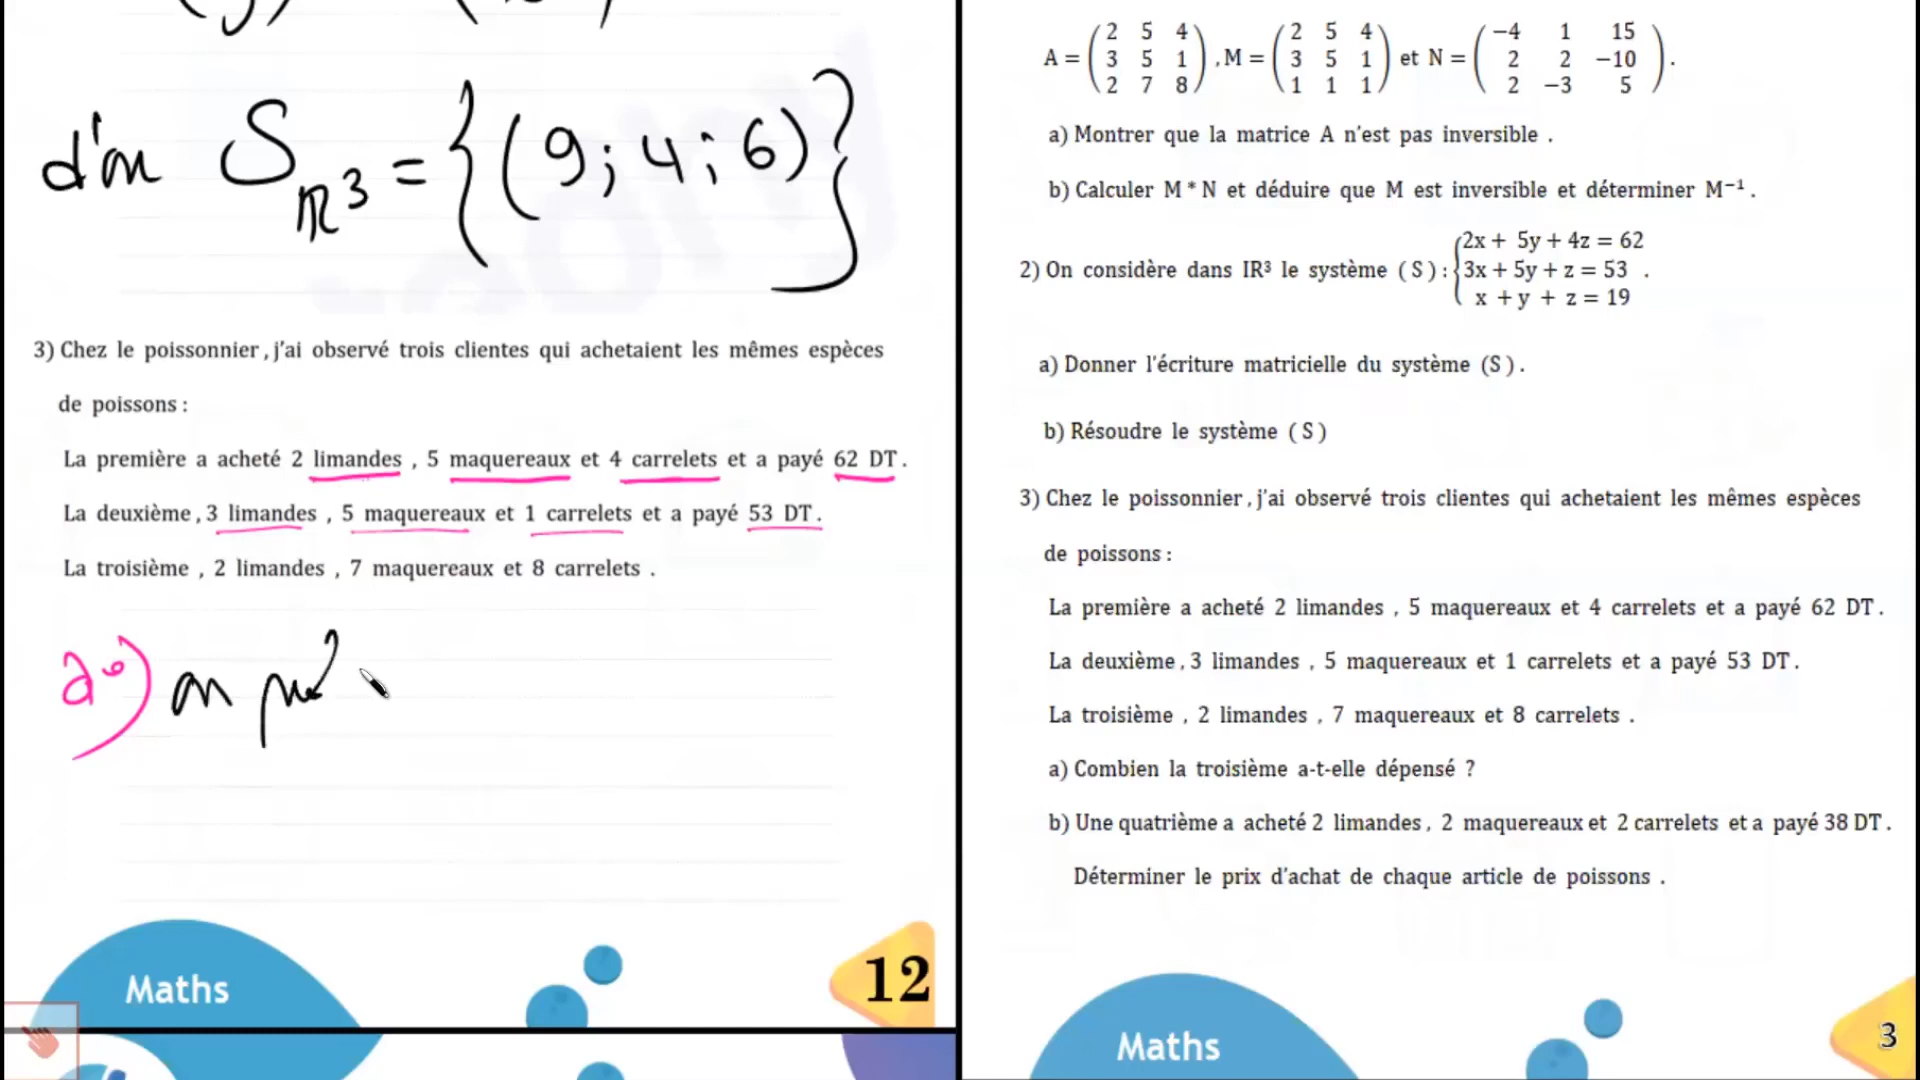 d'où S_IR³ = {(9; 4; 6)}
3) Chez le poissonnier, j'ai observé trois clientes qui achetaient les mêmes espèces
de poissons :
La première a acheté 2 limandes , 5 maquereaux et 4 carrelets et a payé 62 DT.
La deuxième, 3 limandes , 5 maquereaux et 1 carrelets et a payé 53 DT.
La troisième , 2 limandes , 7 maquereaux et 8 carrelets .
on
Maths
12
A = ( 2 5 4 ; 3 5 1 ; 2 7 8 ) , M = ( 2 5 4 ; 3 5 1 ; 1 1 1 ) et N = ( −4 1 15 ; 2 2 −10 ; 2 −3 5 ) .
a) Montrer que la matrice A n'est pas inversible .
b) Calculer M * N et déduire que M est inversible et déterminer M⁻¹ .
2) On considère dans IR³ le système ( S ) :
2x + 5y + 4z = 62
3x + 5y + z = 53 .
x + y + z = 19
a) Donner l'écriture matricielle du système (S) .
b) Résoudre le système ( S )
3) Chez le poissonnier, j'ai observé trois clientes qui achetaient les mêmes espèces
de poissons :
La première a acheté 2 limandes , 5 maquereaux et 4 carrelets et a payé 62 DT.
La deuxième, 3 limandes , 5 maquereaux et 1 carrelets et a payé 53 DT.
La troisième , 2 limandes , 7 maquereaux et 8 carrelets .
a) Combien la troisième a-t-elle dépensé ?
b) Une quatrième a acheté 2 limandes, 2 maquereaux et 2 carrelets et a payé 38 DT.
Déterminer le prix d'achat de chaque article de poissons .
Maths
3